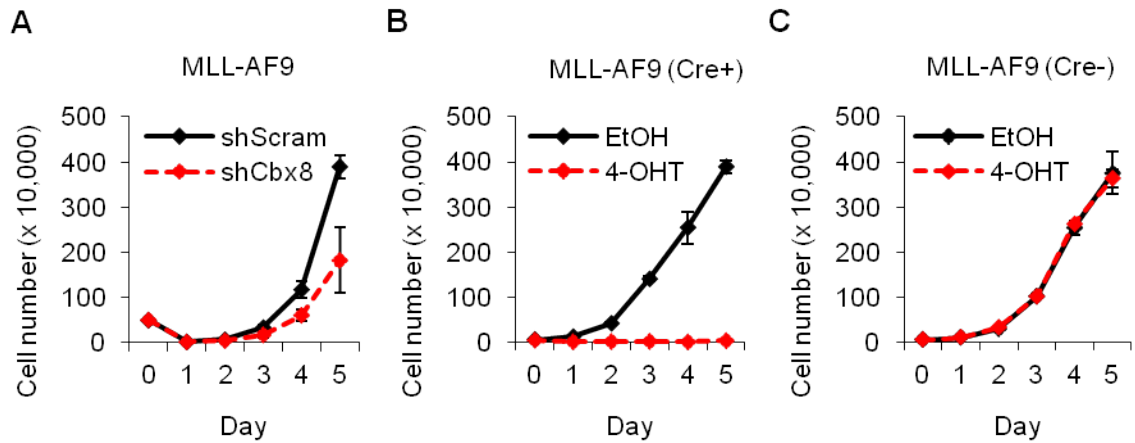 A
MLL-AF9
Cell number (x 10,000)
500
400
300
200
100
0
shScram
shCbx8
0 1 2 3 4 5
Day
B
MLL-AF9 (Cre+)
Cell number (x 10,000)
500
400
300
200
100
0
EtOH
4-OHT
0 1 2 3 4 5
Day
C
MLL-AF9 (Cre-)
Cell number (x 10,000)
500
400
300
200
100
0
EtOH
4-OHT
0 1 2 3 4 5
Day